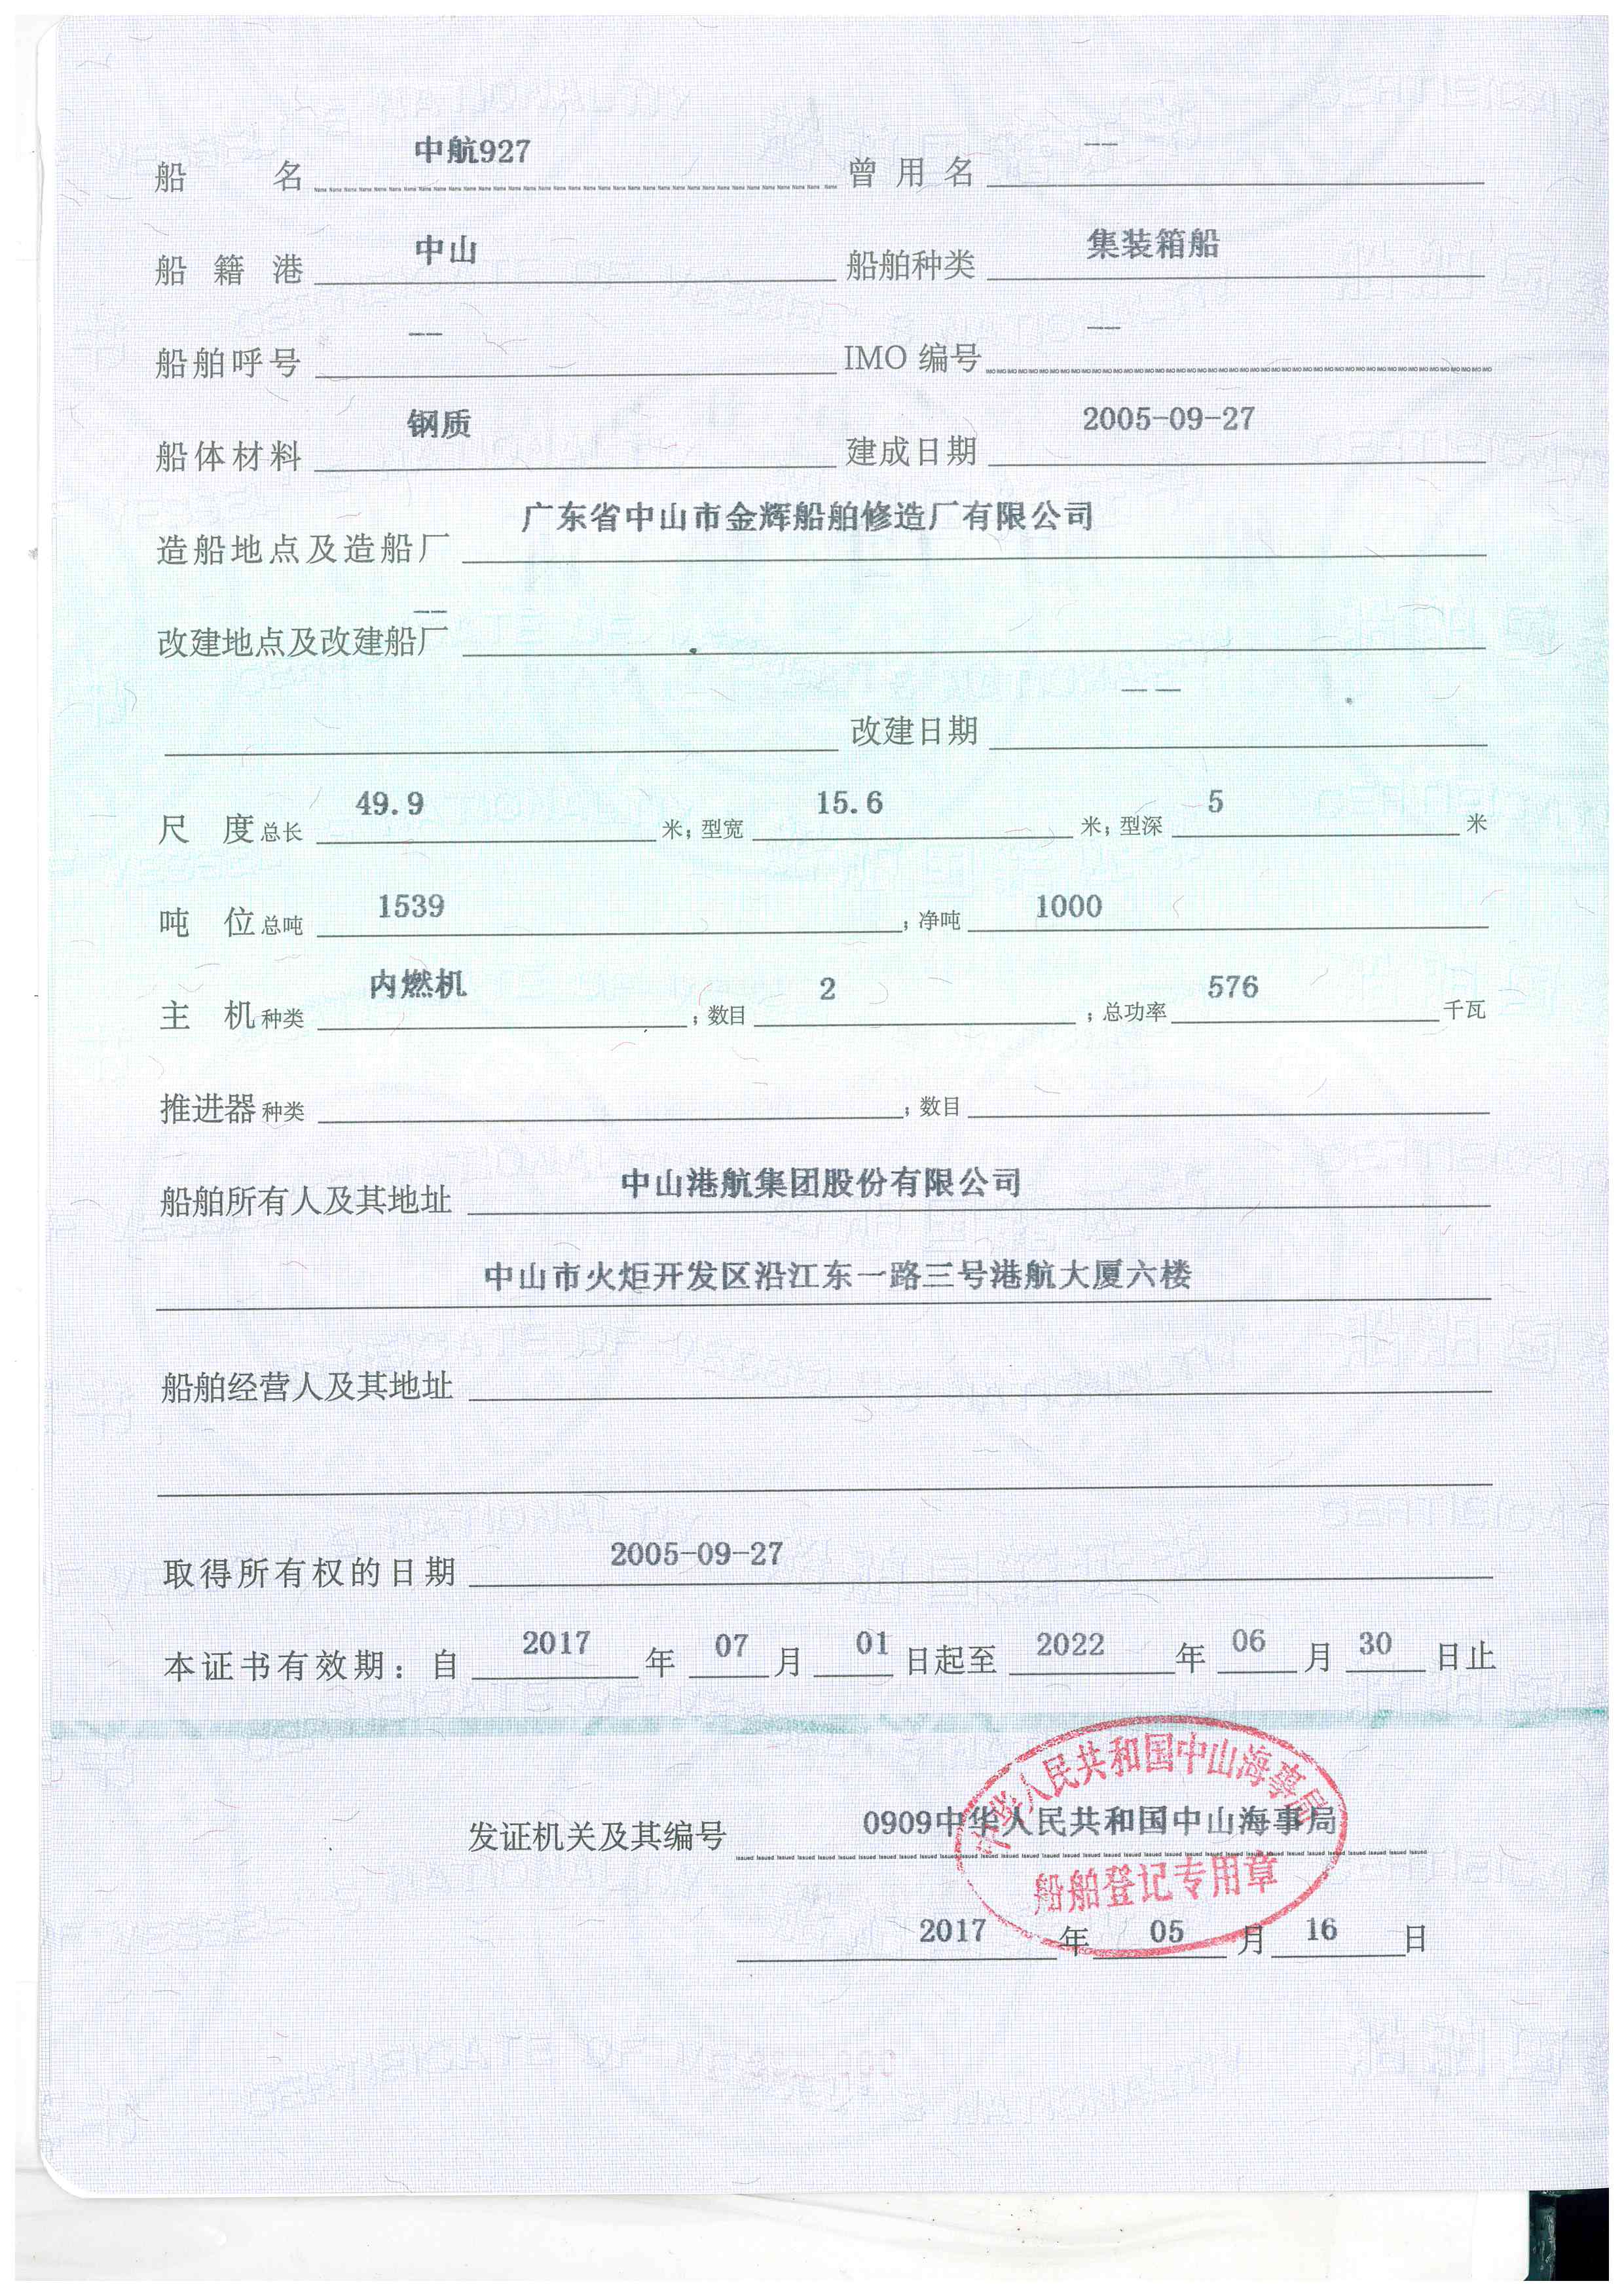 船名 中航927 曾用名 ——
船籍港 中山 船舶种类 集装箱船
船舶呼号 —— IMO 编号 ——
船体材料 钢质 建成日期 2005-09-27
造船地点及造船厂 广东省中山市金辉船舶修造厂有限公司
改建地点及改建船厂 ——
改建日期 ——
尺度 总长 49.9 米; 型宽 15.6 米; 型深 5 米
吨位 总吨 1539 ; 净吨 1000
主机 种类 内燃机 ; 数目 2 ; 总功率 576 千瓦
推进器 种类 ; 数目
船舶所有人及其地址 中山港航集团股份有限公司
中山市火炬开发区沿江东一路三号港航大厦六楼
船舶经营人及其地址
取得所有权的日期 2005-09-27
本证书有效期: 自 2017 年 07 月 01 日起至 2022 年 06 月 30 日止
中华人民共和国中山海事局
发证机关及其编号 0909中华人民共和国中山海事局
船舶登记专用章
2017 年 05 月 16 日